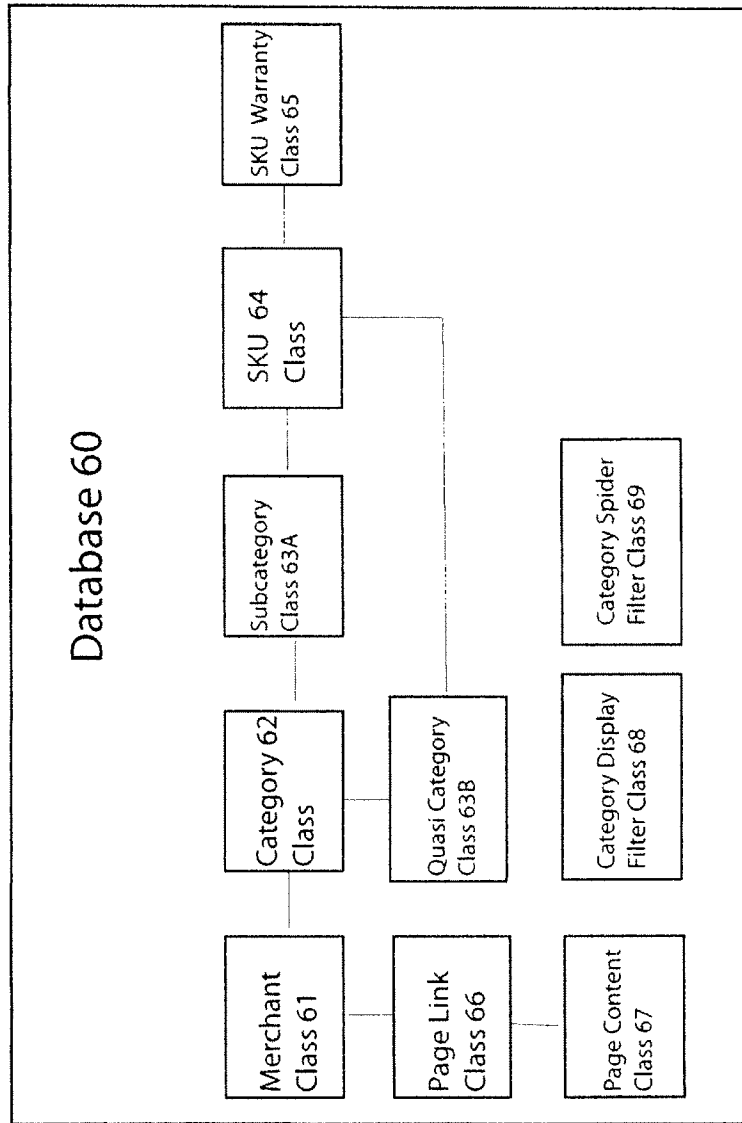 Database 60
Merchant
Class 61
Category 62
Class
Subcategory
Class 63A
SKU 64
Class
SKU Warranty
Class 65
Page Link
Class 66
Quasi Category
Class 63B
Page Content
Class 67
Category Display
Filter Class 68
Category Spider
Filter Class 69